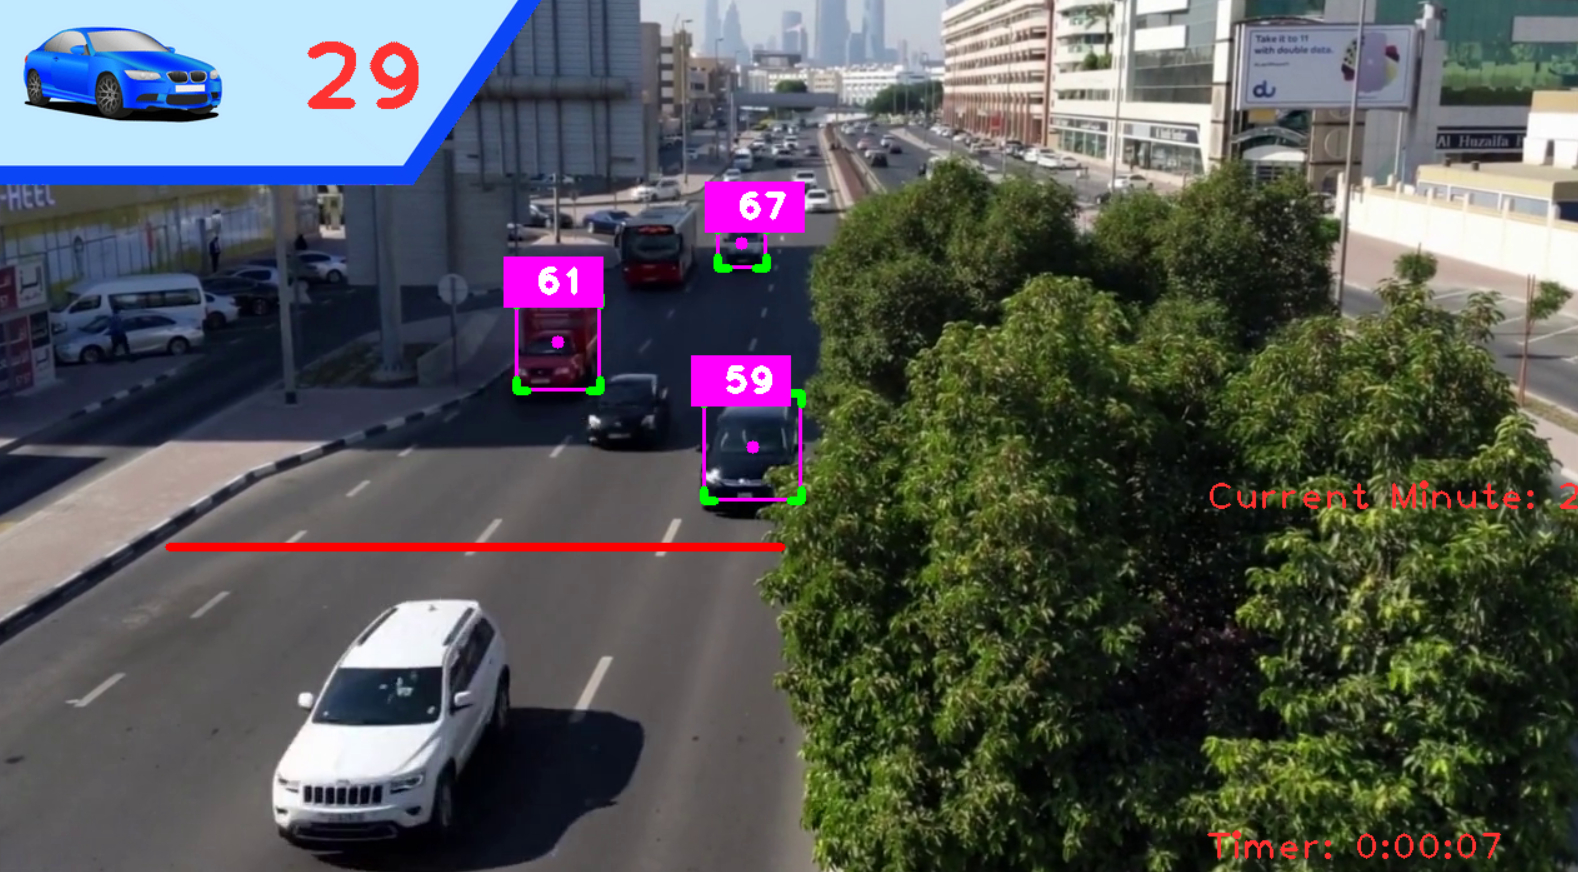 29
Take it to 11
with double data.
du
Al Huzaifa
-HEEL
67
61
59
Current Minute: 2
Timer: 0:00:07